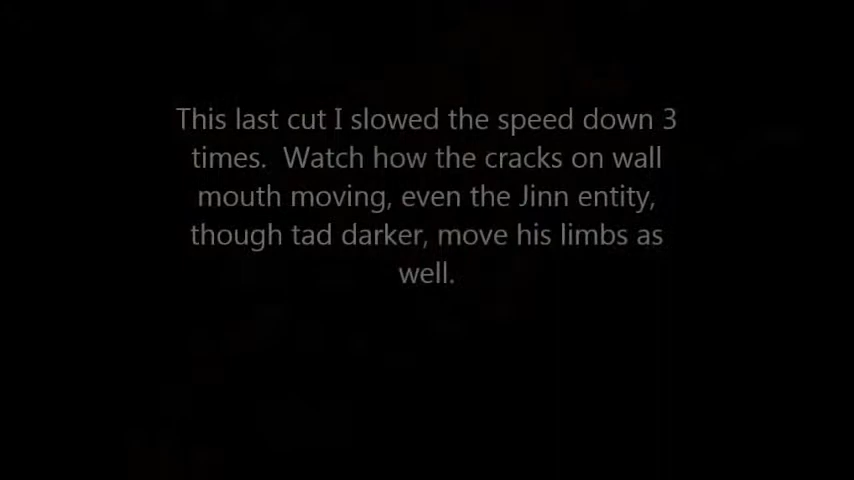 This last cut I slowed the speed down 3
times.  Watch how the cracks on wall
mouth moving, even the Jinn entity,
though tad darker, move his limbs as
well.